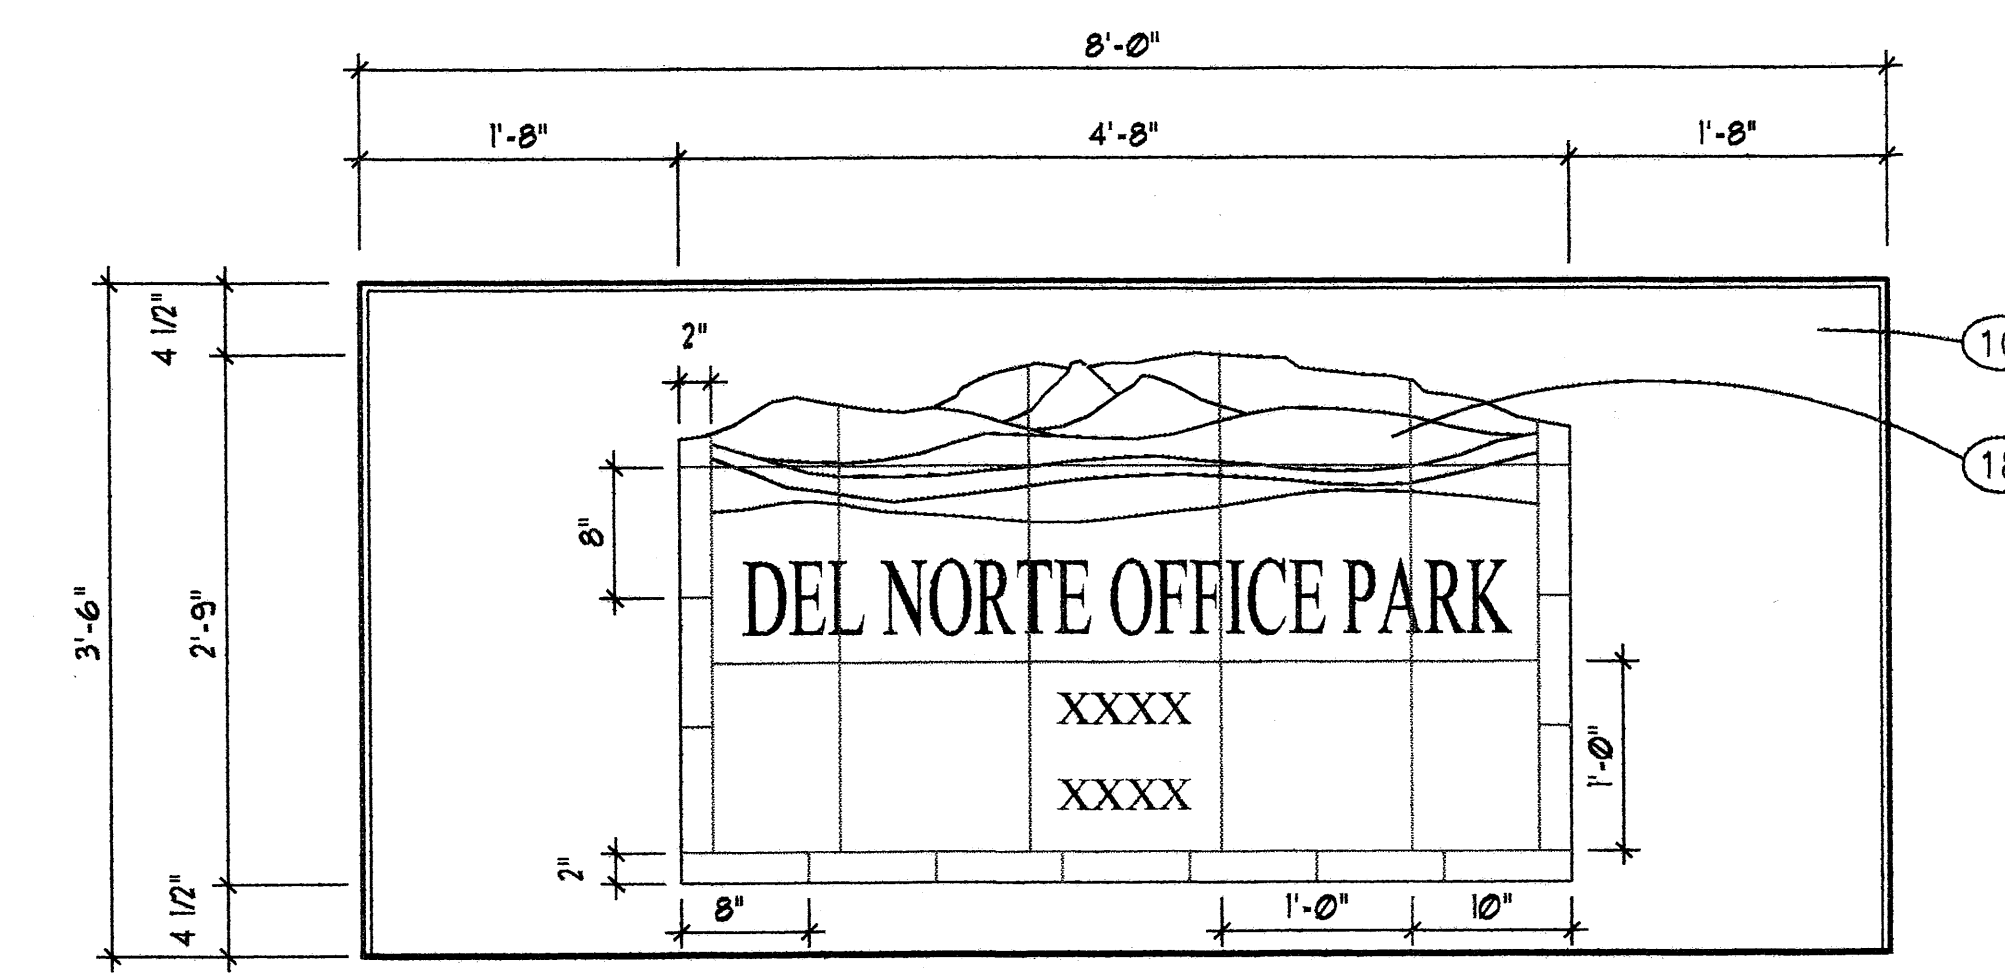 8'-0"
1'-8" 4'-8" 1'-8"
4 1/2"
2"
8"
3'-6"
2'-9"
DEL NORTE OFFICE PARK
XXXX
1'-0"
XXXX
2"
4 1/2"
8" 1'-0" 10"